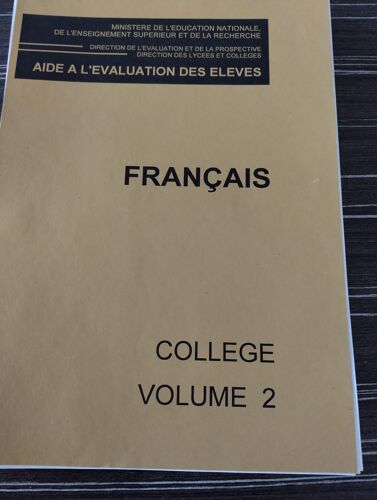 MINISTERE DE L'EDUCATION NATIONALE,
DE L'ENSEIGNEMENT SUPERIEUR ET DE LA RECHERCHE
DIRECTION DE L'EVALUATION ET DE LA PROSPECTIVE
DIRECTION DES LYCEES ET COLLEGES
AIDE A L'EVALUATION DES ELEVES
FRANÇAIS
COLLEGE
VOLUME 2